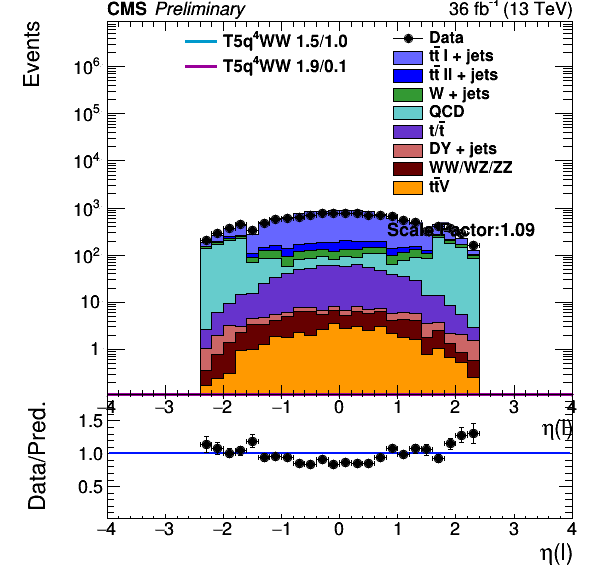 CMS Preliminary 36 fb⁻¹ (13 TeV)
Events
T5q⁴WW 1.5/1.0
T5q⁴WW 1.9/0.1
Data
tt̄ l + jets
tt̄ ll + jets
W + jets
QCD
t/t̄
DY + jets
WW/WZ/ZZ
tt̄V
Scale Factor:1.09
10⁶
10⁵
10⁴
10³
10²
10
1
−4 −3 −2 −1 0 1 2 3 4
η(l)
Data/Pred.
1.5
1.0
0.5
−4 −3 −2 −1 0 1 2 3 4
η(l)